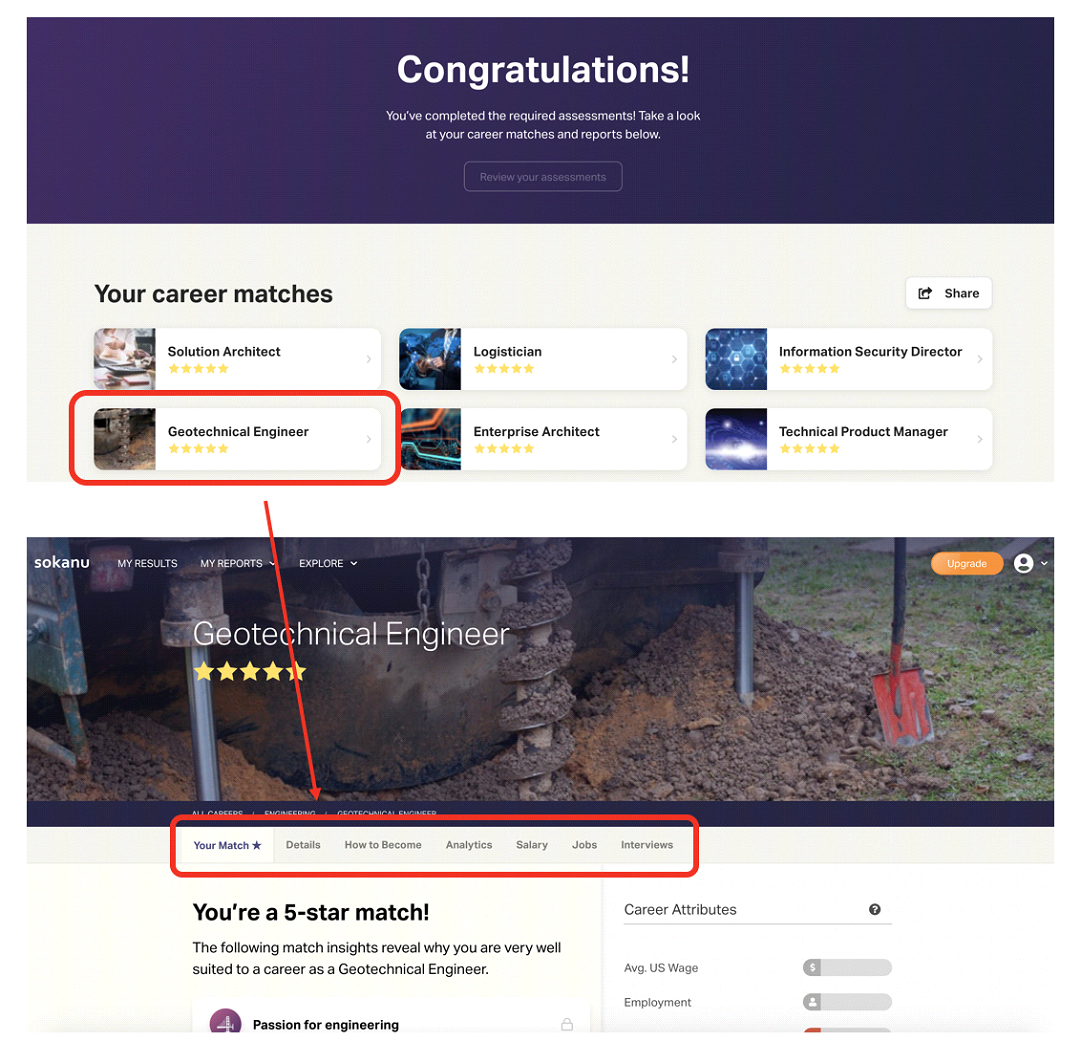 Congratulations!
You've completed the required assessments! Take a look
at your career matches and reports below.
Review your assessments
Your career matches
Share
Solution Architect
Logistician
Information Security Director
Geotechnical Engineer
Enterprise Architect
Technical Product Manager
sokanu MY RESULTS MY REPORTS EXPLORE Upgrade
Geotechnical Engineer
ALL CAREERS / ENGINEERING / GEOTECHNICAL ENGINEER
Your Match ★ Details How to Become Analytics Salary Jobs Interviews
You're a 5-star match!
The following match insights reveal why you are very well
suited to a career as a Geotechnical Engineer.
Passion for engineering
Career Attributes ?
Avg. US Wage $
Employment